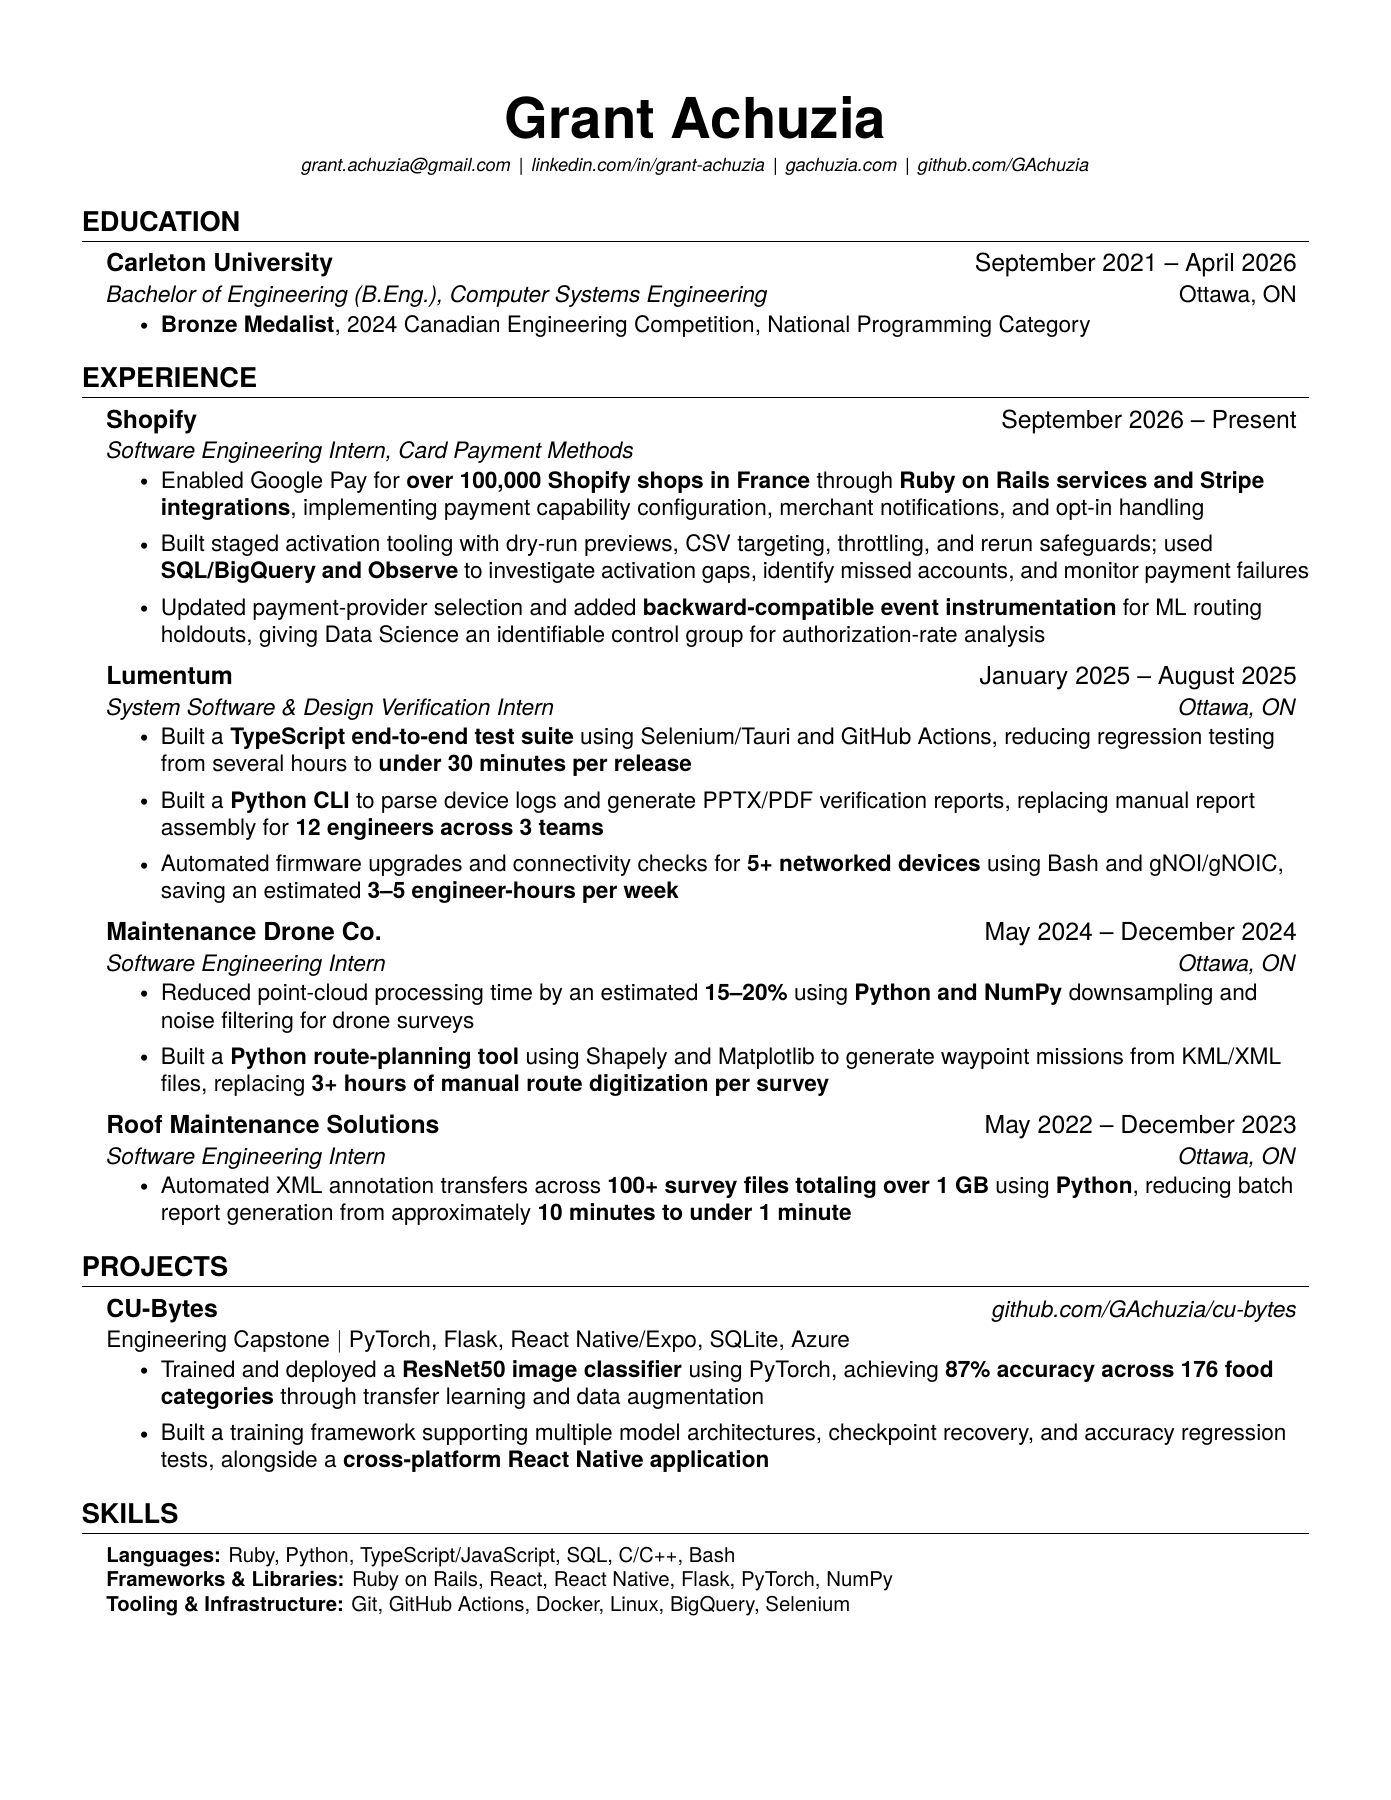 Grant Achuzia
grant.achuzia@gmail.com | linkedin.com/in/grant-achuzia | gachuzia.com | github.com/GAchuzia
EDUCATION
Carleton University September 2021 – April 2026
Bachelor of Engineering (B.Eng.), Computer Systems Engineering Ottawa, ON
• Bronze Medalist, 2024 Canadian Engineering Competition, National Programming Category
EXPERIENCE
Shopify September 2026 – Present
Software Engineering Intern, Card Payment Methods
• Enabled Google Pay for over 100,000 Shopify shops in France through Ruby on Rails services and Stripe
integrations, implementing payment capability configuration, merchant notifications, and opt-in handling
• Built staged activation tooling with dry-run previews, CSV targeting, throttling, and rerun safeguards; used
SQL/BigQuery and Observe to investigate activation gaps, identify missed accounts, and monitor payment failures
• Updated payment-provider selection and added backward-compatible event instrumentation for ML routing
holdouts, giving Data Science an identifiable control group for authorization-rate analysis
Lumentum January 2025 – August 2025
System Software & Design Verification Intern Ottawa, ON
• Built a TypeScript end-to-end test suite using Selenium/Tauri and GitHub Actions, reducing regression testing
from several hours to under 30 minutes per release
• Built a Python CLI to parse device logs and generate PPTX/PDF verification reports, replacing manual report
assembly for 12 engineers across 3 teams
• Automated firmware upgrades and connectivity checks for 5+ networked devices using Bash and gNOI/gNOIC,
saving an estimated 3–5 engineer-hours per week
Maintenance Drone Co. May 2024 – December 2024
Software Engineering Intern Ottawa, ON
• Reduced point-cloud processing time by an estimated 15–20% using Python and NumPy downsampling and
noise filtering for drone surveys
• Built a Python route-planning tool using Shapely and Matplotlib to generate waypoint missions from KML/XML
files, replacing 3+ hours of manual route digitization per survey
Roof Maintenance Solutions May 2022 – December 2023
Software Engineering Intern Ottawa, ON
• Automated XML annotation transfers across 100+ survey files totaling over 1 GB using Python, reducing batch
report generation from approximately 10 minutes to under 1 minute
PROJECTS
CU-Bytes github.com/GAchuzia/cu-bytes
Engineering Capstone | PyTorch, Flask, React Native/Expo, SQLite, Azure
• Trained and deployed a ResNet50 image classifier using PyTorch, achieving 87% accuracy across 176 food
categories through transfer learning and data augmentation
• Built a training framework supporting multiple model architectures, checkpoint recovery, and accuracy regression
tests, alongside a cross-platform React Native application
SKILLS
Languages: Ruby, Python, TypeScript/JavaScript, SQL, C/C++, Bash
Frameworks & Libraries: Ruby on Rails, React, React Native, Flask, PyTorch, NumPy
Tooling & Infrastructure: Git, GitHub Actions, Docker, Linux, BigQuery, Selenium